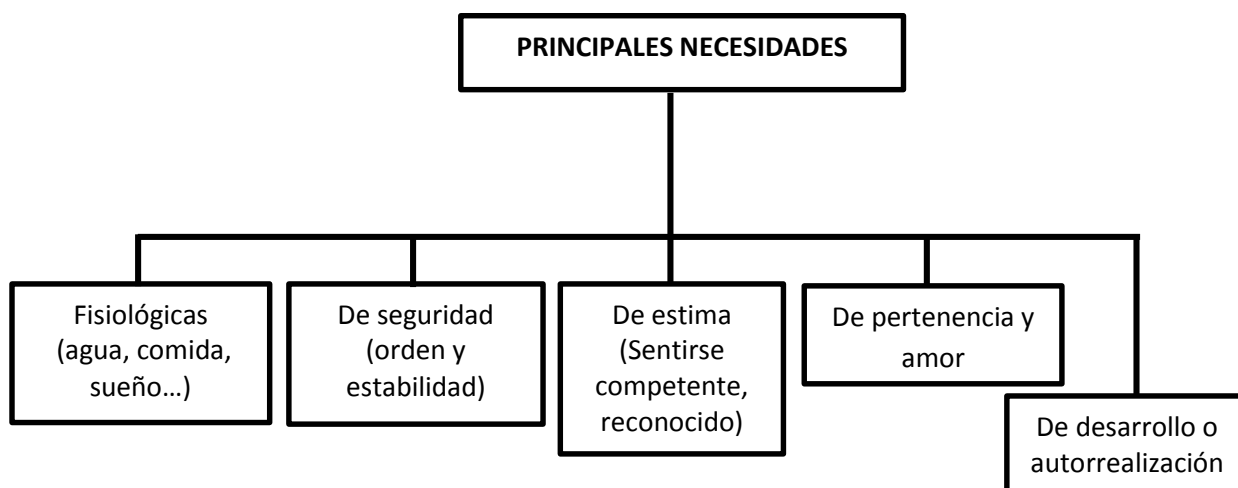 PRINCIPALES NECESIDADES
Fisiológicas
(agua, comida,
sueño...)
De seguridad
(orden y
estabilidad)
De estima
(Sentirse
competente,
reconocido)
De pertenencia y
amor
De desarrollo o
autorrealización